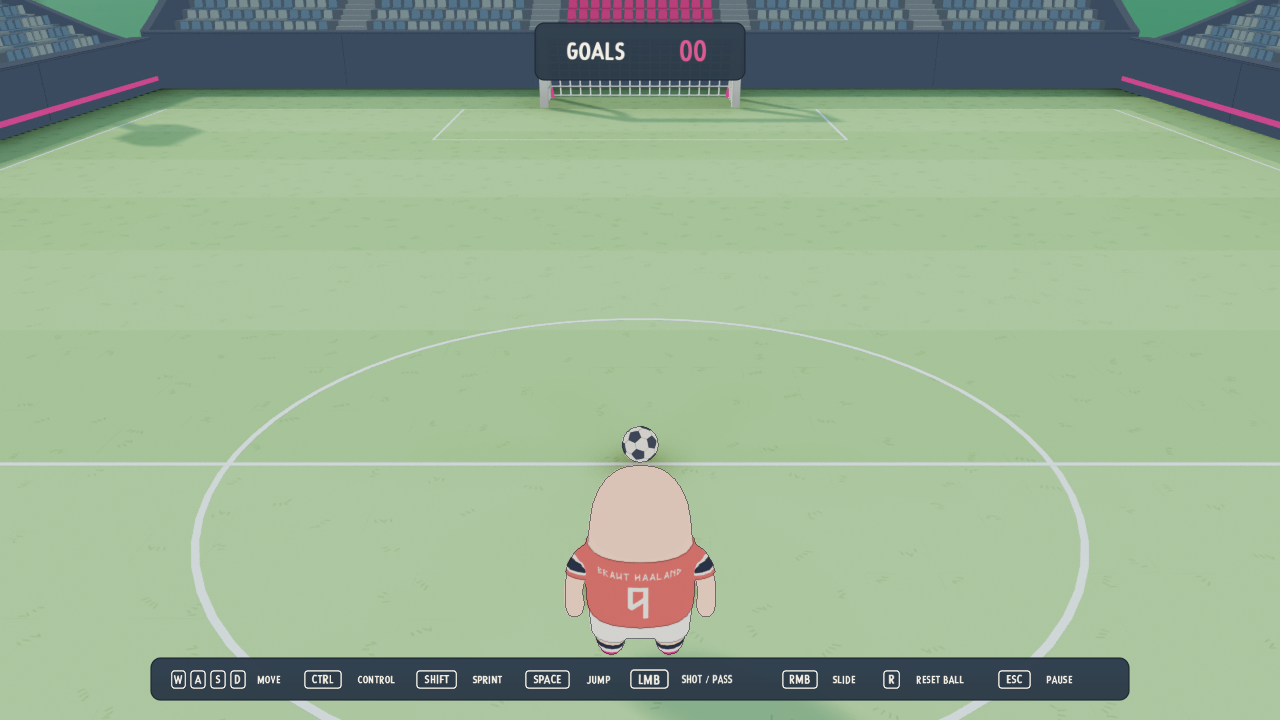 GOALS 00
BRAUT HAALAND
9
W A S D MOVE CTRL CONTROL SHIFT SPRINT SPACE JUMP LMB SHOT / PASS RMB SLIDE R RESET BALL ESC PAUSE